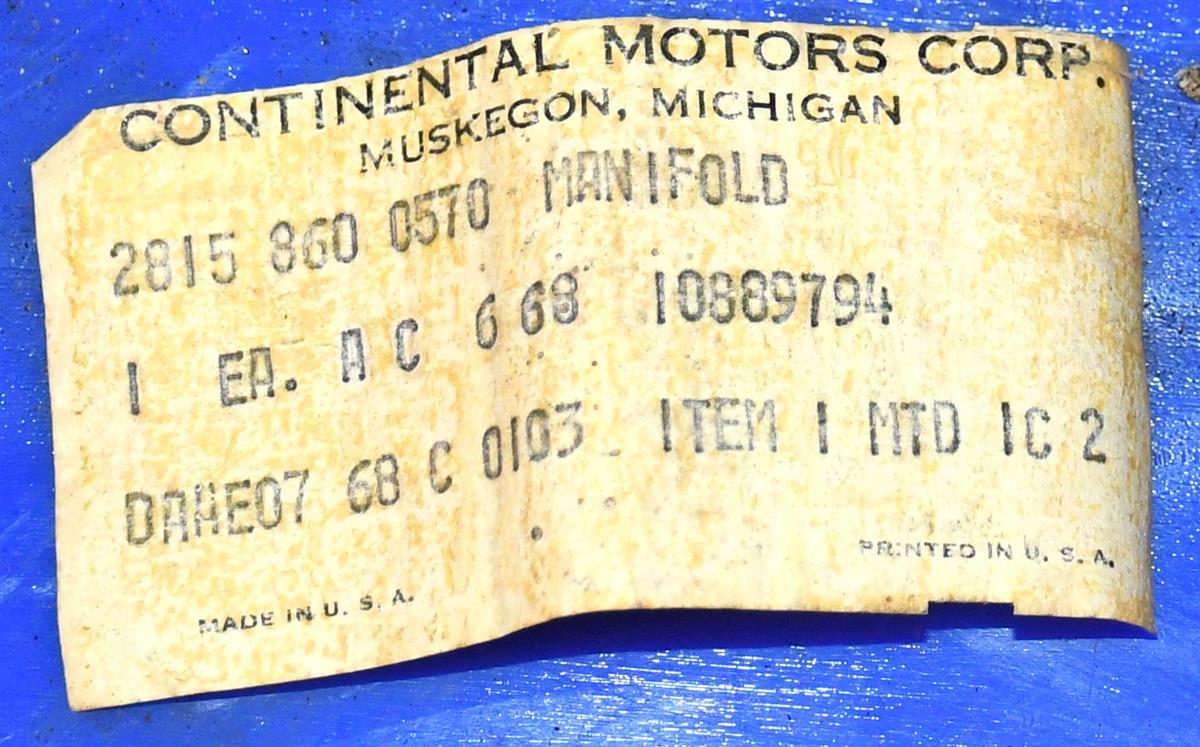 CONTINENTAL MOTORS CORP.
MUSKEGON, MICHIGAN
2815 860 0570 MANIFOLD
1 EA. A C 6 68 10889794
DAAE07 68 C 0103 ITEM 1 MTD 1C 2
PRINTED IN U. S. A.
MADE IN U. S. A.